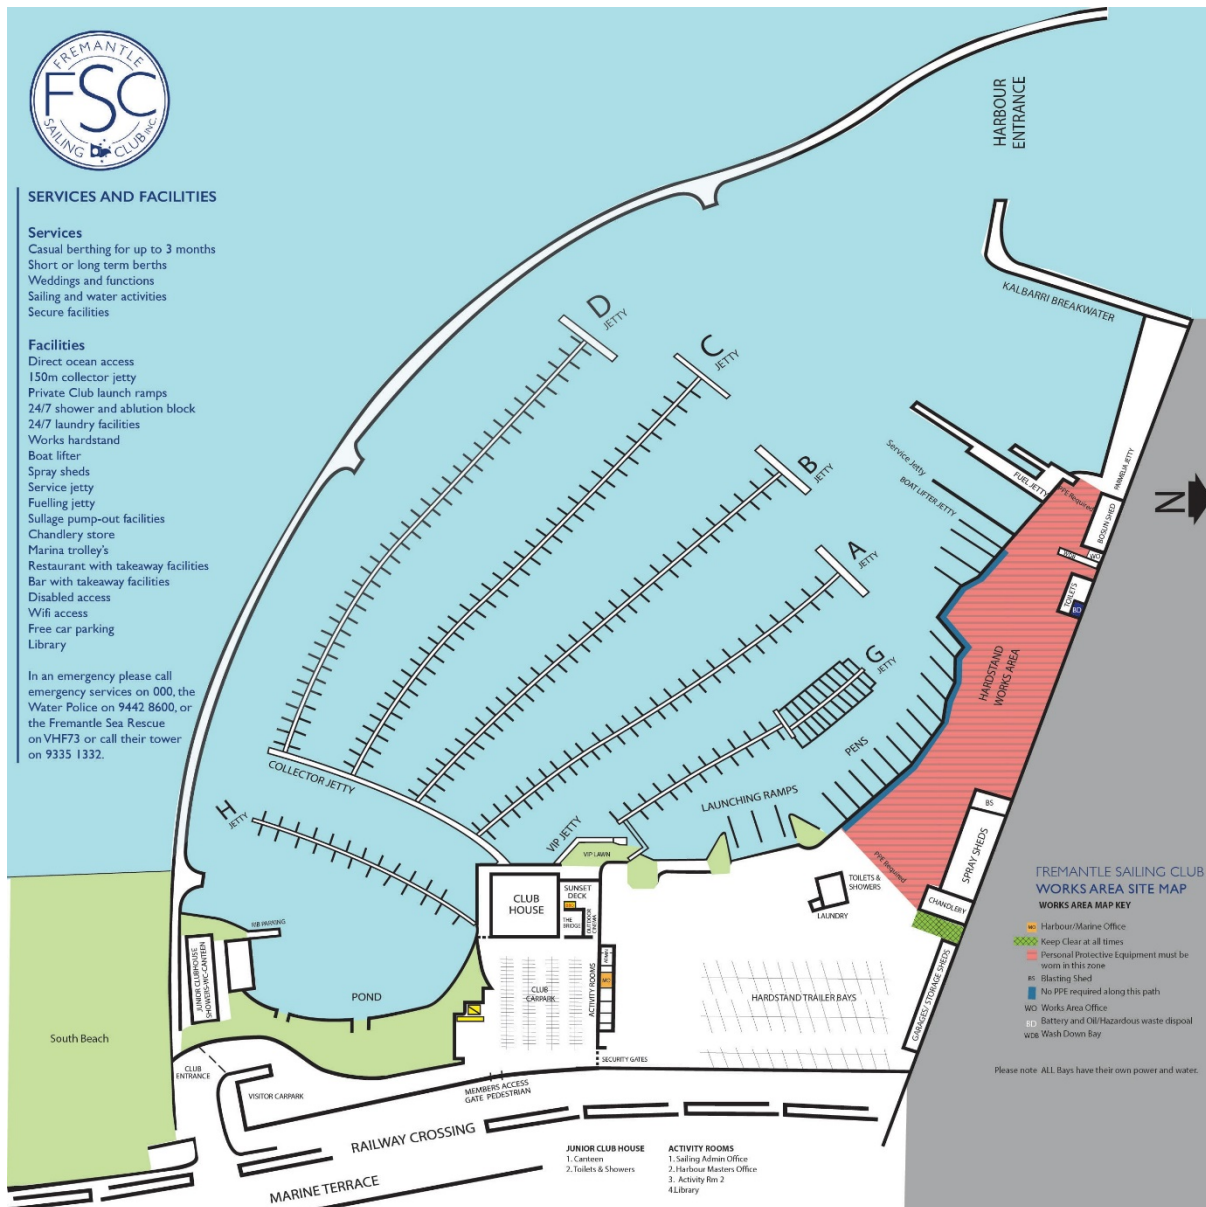 FREMANTLE
FSC
SAILING CLUB INC.
SERVICES AND FACILITIES
Services
Casual berthing for up to 3 months
Short or long term berths
Weddings and functions
Sailing and water activities
Secure facilities
Facilities
Direct ocean access
150m collector jetty
Private Club launch ramps
24/7 shower and ablution block
24/7 laundry facilities
Works hardstand
Boat lifter
Spray sheds
Service jetty
Fuelling jetty
Sullage pump-out facilities
Chandlery store
Marina trolley's
Restaurant with takeaway facilities
Bar with takeaway facilities
Disabled access
Wifi access
Free car parking
Library
In an emergency please call
emergency services on 000, the
Water Police on 9442 8600, or
the Fremantle Sea Rescue
on VHF73 or call their tower
on 9335 1332.
HARBOUR
ENTRANCE
KALBARRI BREAKWATER
D
JETTY
C
JETTY
B
JETTY
A
JETTY
G
JETTY
H
JETTY
Service Jetty
BOAT LIFTER JETTY
FUEL JETTY
PPE Required
PARMELIA JETTY
BOSUN SHED
WDB
WO
TOILETS
BD
N
HARDSTAND
WORKS AREA
PENS
LAUNCHING RAMPS
COLLECTOR JETTY
VIP JETTY
VIP LAWN
BS
SPRAY SHEDS
PPE Required
CHANDLERY
GARAGES/ STORAGE SHEDS
TOILETS &
SHOWERS
LAUNDRY
CLUB
HOUSE
SUNSET
DECK
THE
BRIDGE
OUTDOOR
CINEMA
MO
ACTIVITY ROOMS
CLUB
CARPARK
HARDSTAND TRAILER BAYS
SECURITY GATES
RIB PARKING
JUNIOR CLUBHOUSE
SHOWERS-WC-CANTEEN
POND
South Beach
CLUB
ENTRANCE
VISITOR CARPARK
MEMBERS ACCESS
GATE PEDESTRIAN
RAILWAY CROSSING
MARINE TERRACE
JUNIOR CLUB HOUSE
1. Canteen
2. Toilets & Showers
ACTIVITY ROOMS
1. Sailing Admin Office
2. Harbour Masters Office
3. Activity Rm 2
4.Library
FREMANTLE SAILING CLUB
WORKS AREA SITE MAP
WORKS AREA MAP KEY
MO Harbour/Marine Office
Keep Clear at all times
Personal Protective Equipment must be
worn in this zone
BS Blasting Shed
No PPE required along this path
WO Works Area Office
BD Battery and Oil/Hazardous waste dispoal
WDB Wash Down Bay
Please note ALL Bays have their own power and water.